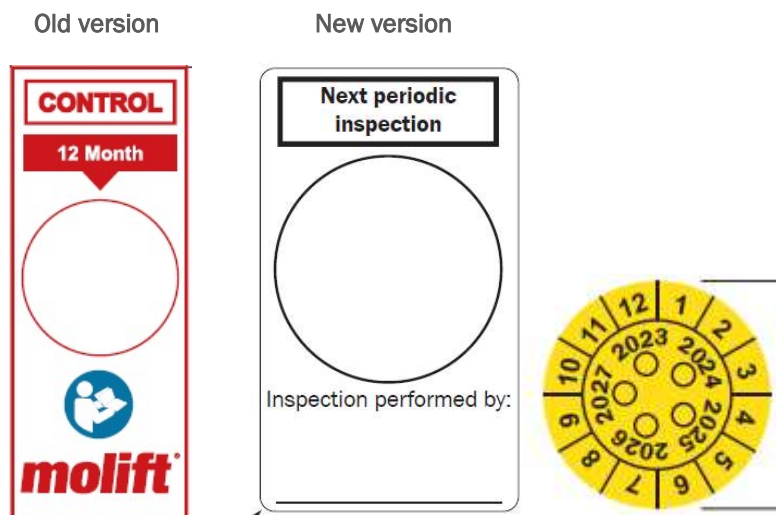 Old version
New version
CONTROL
12 Month
molift
Next periodic
inspection
Inspection performed by:
12 1 2 3 4 5 6 7 8 9 10 11
2023 2024 2025 2026 2027